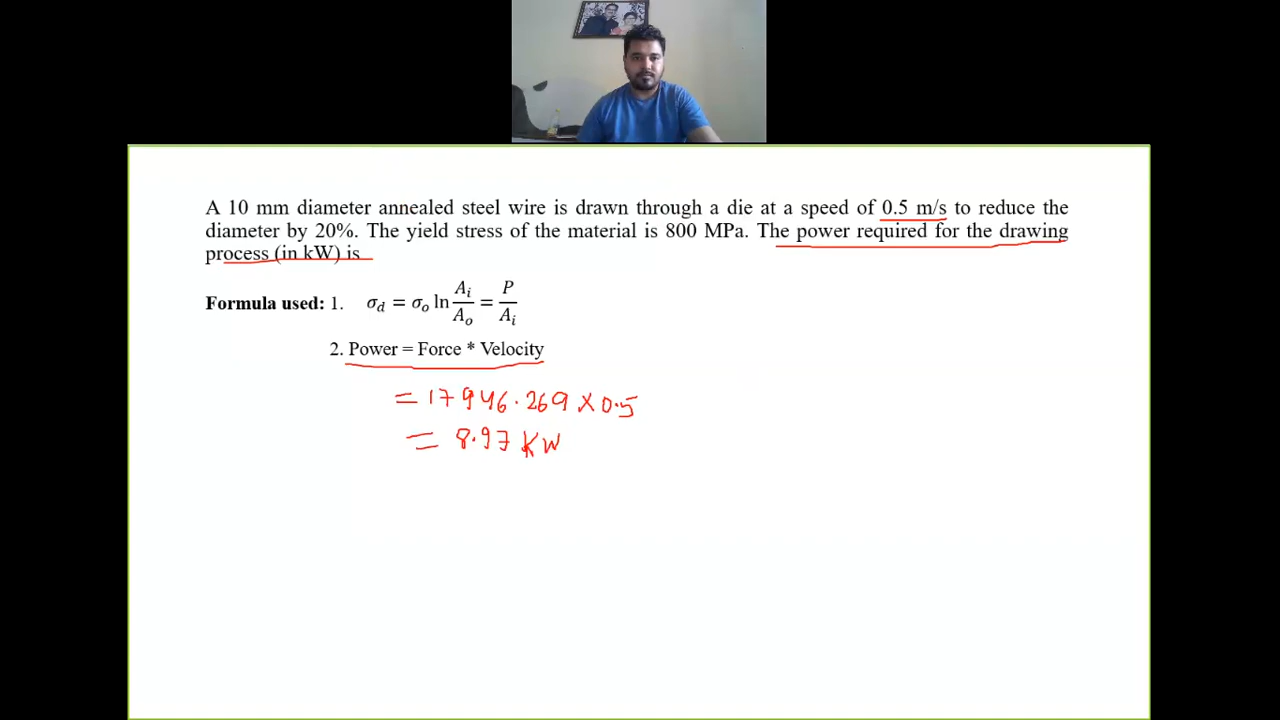 A 10 mm diameter annealed steel wire is drawn through a die at a speed of 0.5 m/s to reduce the
diameter by 20%. The yield stress of the material is 800 MPa. The power required for the drawing
process (in kW) is
Formula used: 1. σd = σo ln Ai/Ao = P/Ai
2. Power = Force * Velocity
= 17946.269 × 0.5
= 8.97 KW